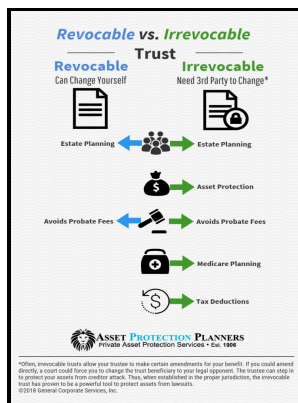 Revocable vs. Irrevocable
Trust
Revocable
Can Change Yourself
Irrevocable
Need 3rd Party to Change*
Estate Planning
Estate Planning
$
Asset Protection
Avoids Probate Fees
Avoids Probate Fees
Medicare Planning
$
Tax Deductions
ASSET PROTECTION PLANNERS
Private Asset Protection Services • Est. 1906
*Often, irrevocable trusts allow your trustee to make certain amendments for your benefit. If you could amend
directly, a court could force you to change the trust beneficiary to your legal opponent. The trustee can step in
to protect your assets from creditor attack. Thus, when established in the proper jurisdiction, the irrevocable
trust has proven to be a powerful tool to protect assets from lawsuits.
©2018 General Corporate Services, Inc.